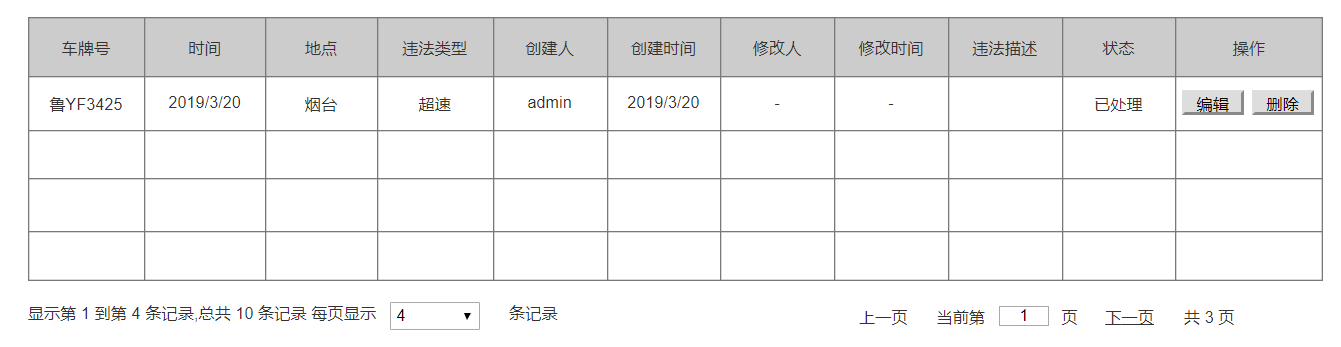 车牌号 时间 地点 违法类型 创建人 创建时间 修改人 修改时间 违法描述 状态 操作
鲁YF3425 2019/3/20 烟台 超速 admin 2019/3/20 - - 已处理 编辑 删除
显示第 1 到第 4 条记录,总共 10 条记录 每页显示 4 条记录 上一页 当前第 1 页 下一页 共 3 页